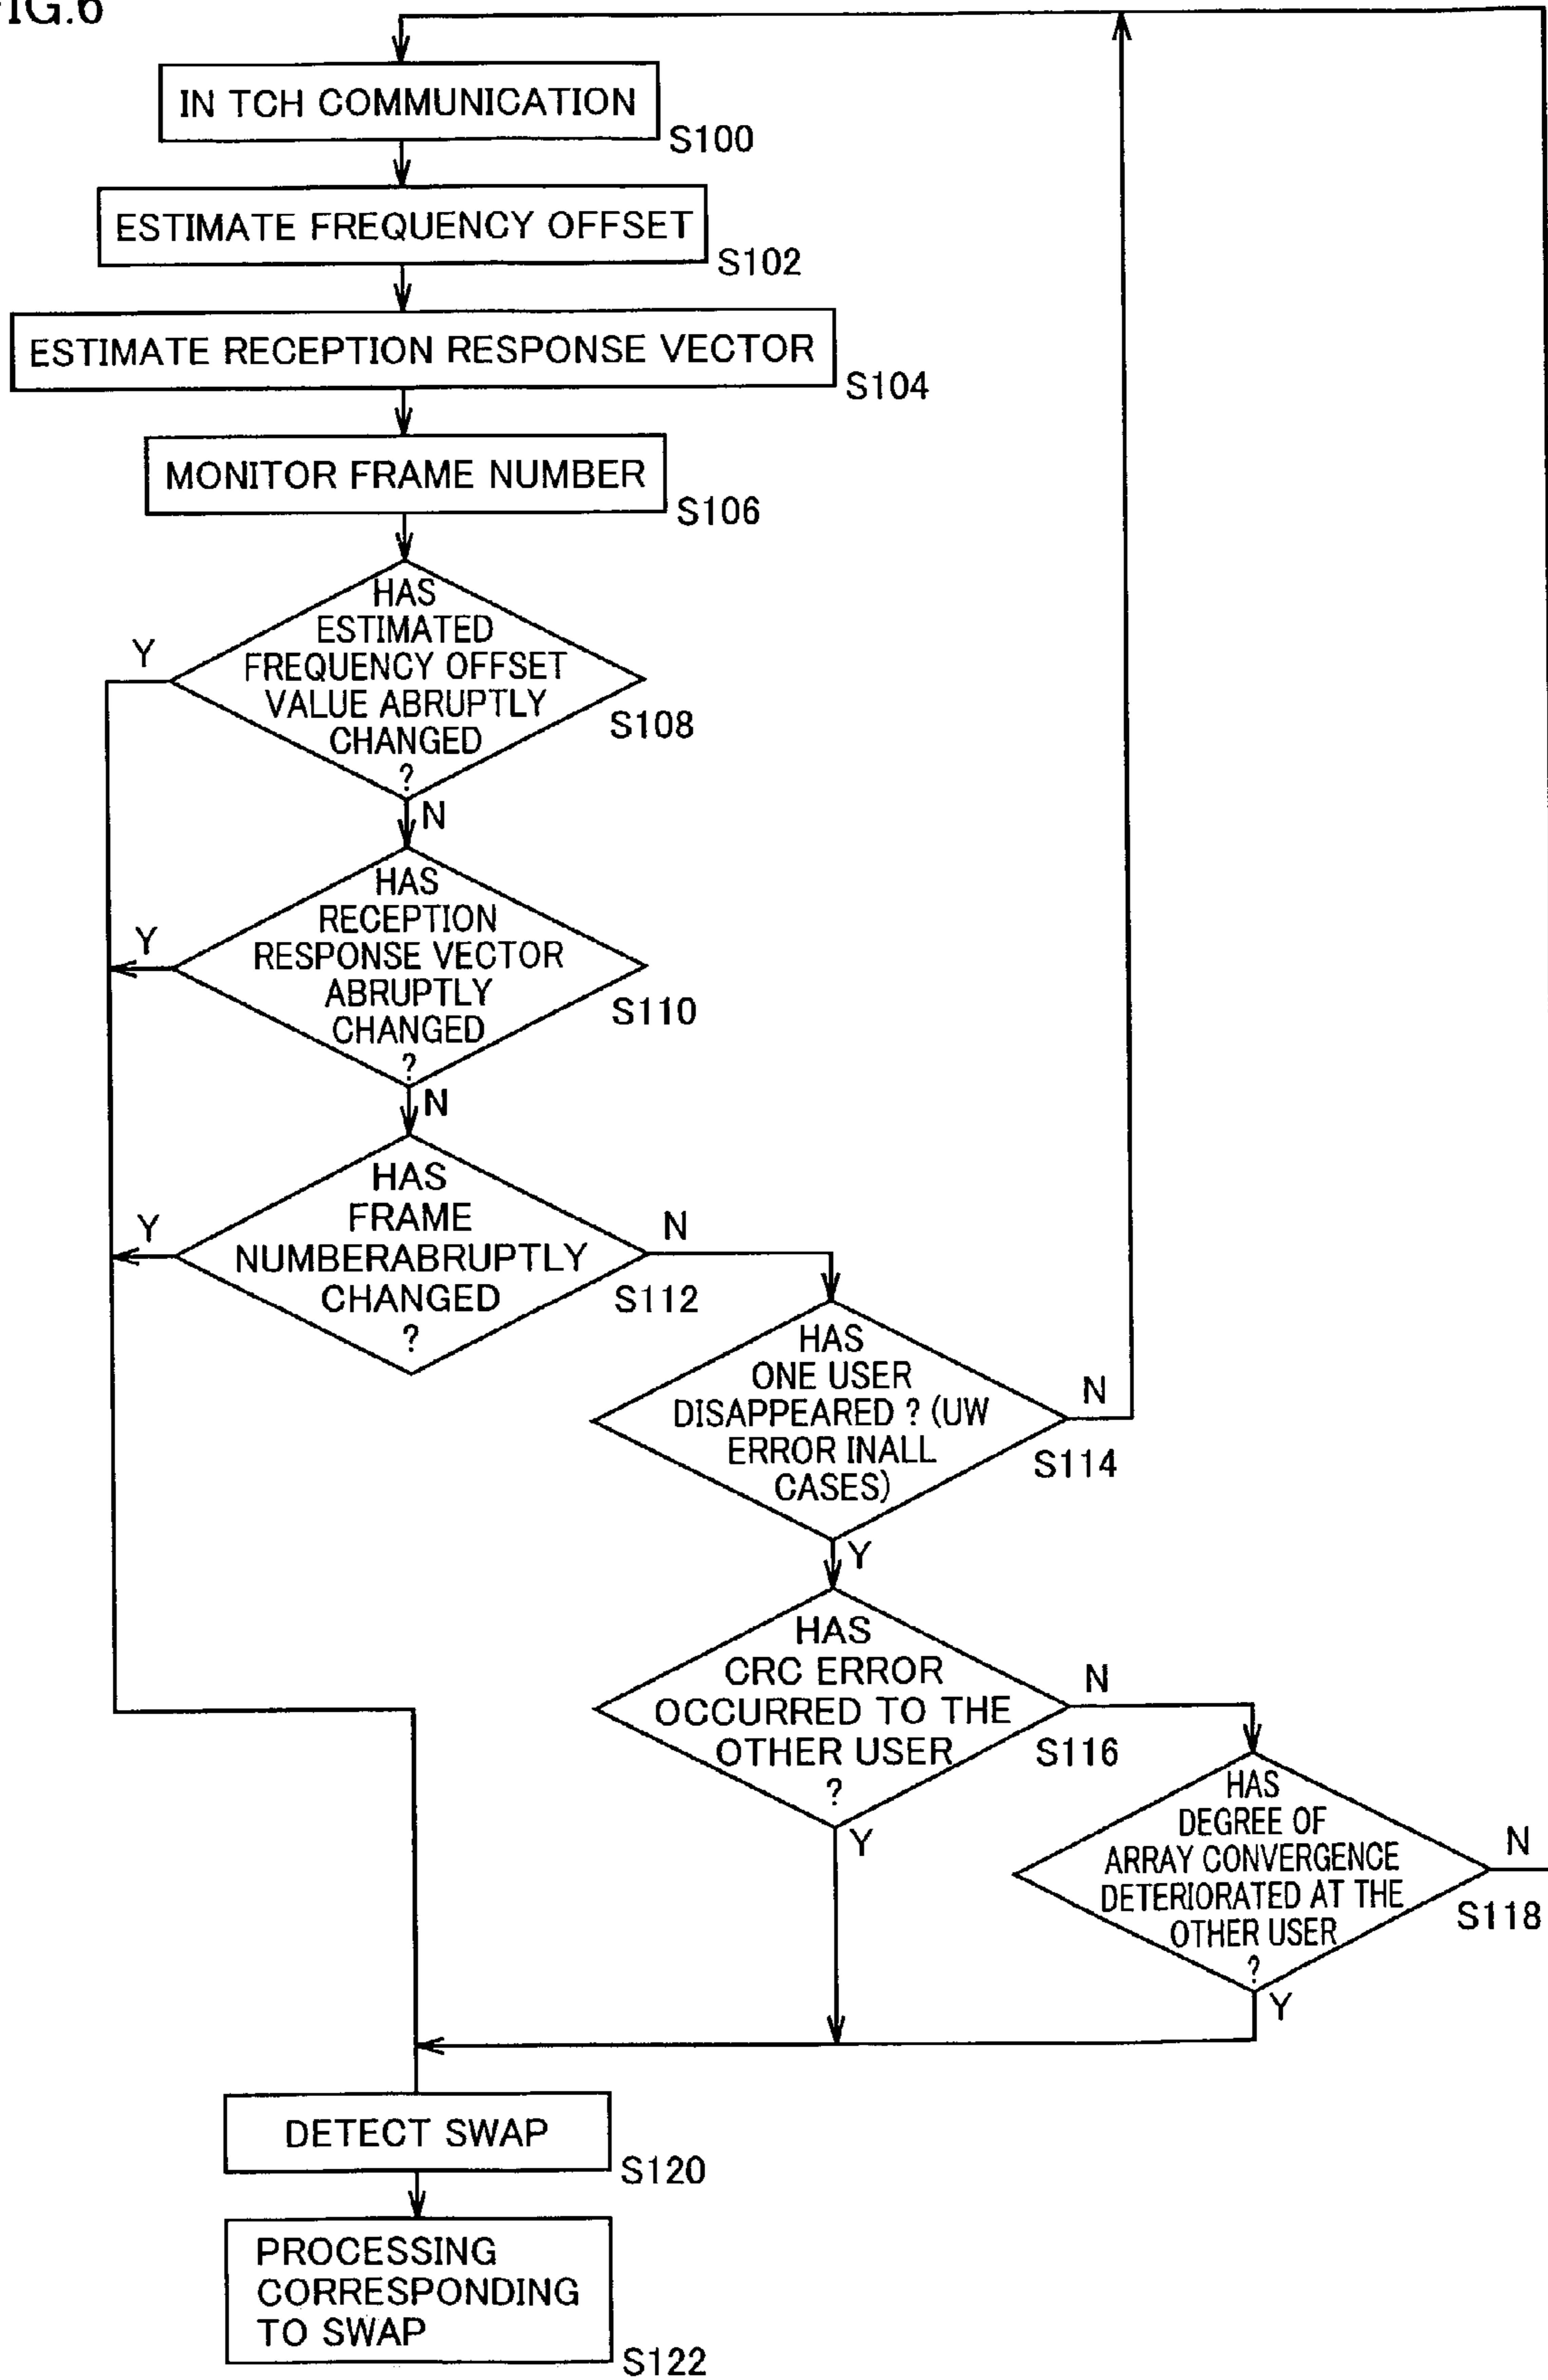 FIG.6
IN TCH COMMUNICATION
S100
ESTIMATE FREQUENCY OFFSET
S102
ESTIMATE RECEPTION RESPONSE VECTOR
S104
MONITOR FRAME NUMBER
S106
HAS
ESTIMATED
FREQUENCY OFFSET
VALUE ABRUPTLY
CHANGED
?
Y
S108
N
HAS
RECEPTION
RESPONSE VECTOR
ABRUPTLY
CHANGED
?
Y
S110
N
HAS
FRAME
NUMBERABRUPTLY
CHANGED
?
Y
N
S112
HAS
ONE USER
DISAPPEARED ? (UW
ERROR INALL
CASES)
N
S114
Y
HAS
CRC ERROR
OCCURRED TO THE
OTHER USER
?
N
S116
Y
HAS
DEGREE OF
ARRAY CONVERGENCE
DETERIORATED AT THE
OTHER USER
?
N
S118
Y
DETECT SWAP
S120
PROCESSING
CORRESPONDING
TO SWAP
S122